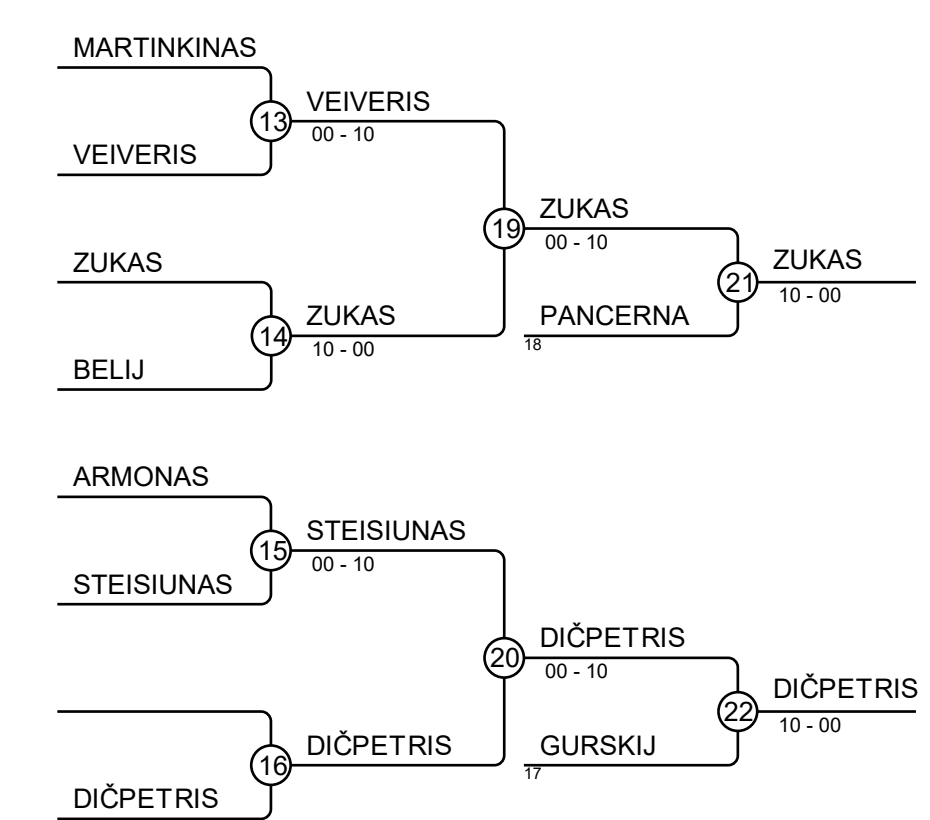 MARTINKINAS
VEIVERIS
13
00 - 10
VEIVERIS
ZUKAS
19
00 - 10
ZUKAS
ZUKAS
21
10 - 00
ZUKAS
14
10 - 00
PANCERNA
18
BELIJ
ARMONAS
STEISIUNAS
15
00 - 10
STEISIUNAS
DIČPETRIS
20
00 - 10
DIČPETRIS
22
10 - 00
DIČPETRIS
16
GURSKIJ
17
DIČPETRIS